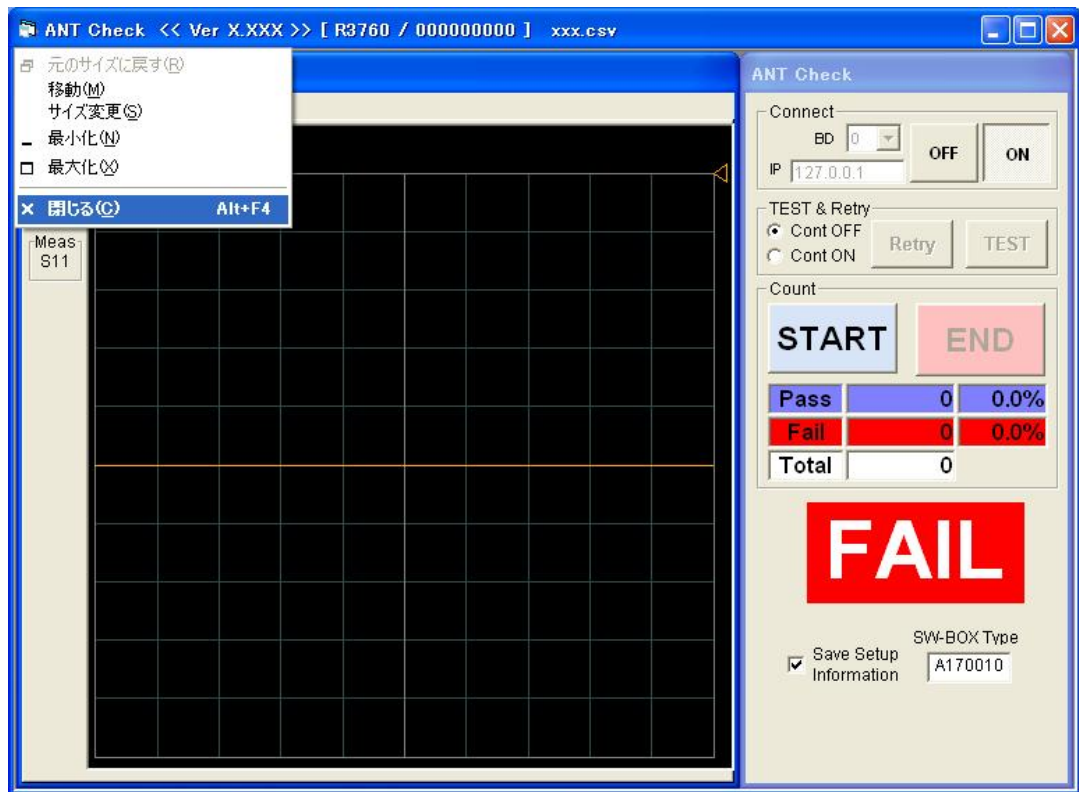 ANT Check << Ver X.XXX >> [ R3760 / 000000000 ] xxx.csv
元のサイズに戻す(R)
移動(M)
サイズ変更(S)
最小化(N)
最大化(X)
閉じる(C) Alt+F4
Meas
S11
ANT Check
Connect
BD 0
IP 127.0.0.1
OFF ON
TEST & Retry
Cont OFF
Cont ON
Retry TEST
Count
START END
Pass 0 0.0%
Fail 0 0.0%
Total 0
FAIL
Save Setup
Information
SW-BOX Type
A170010